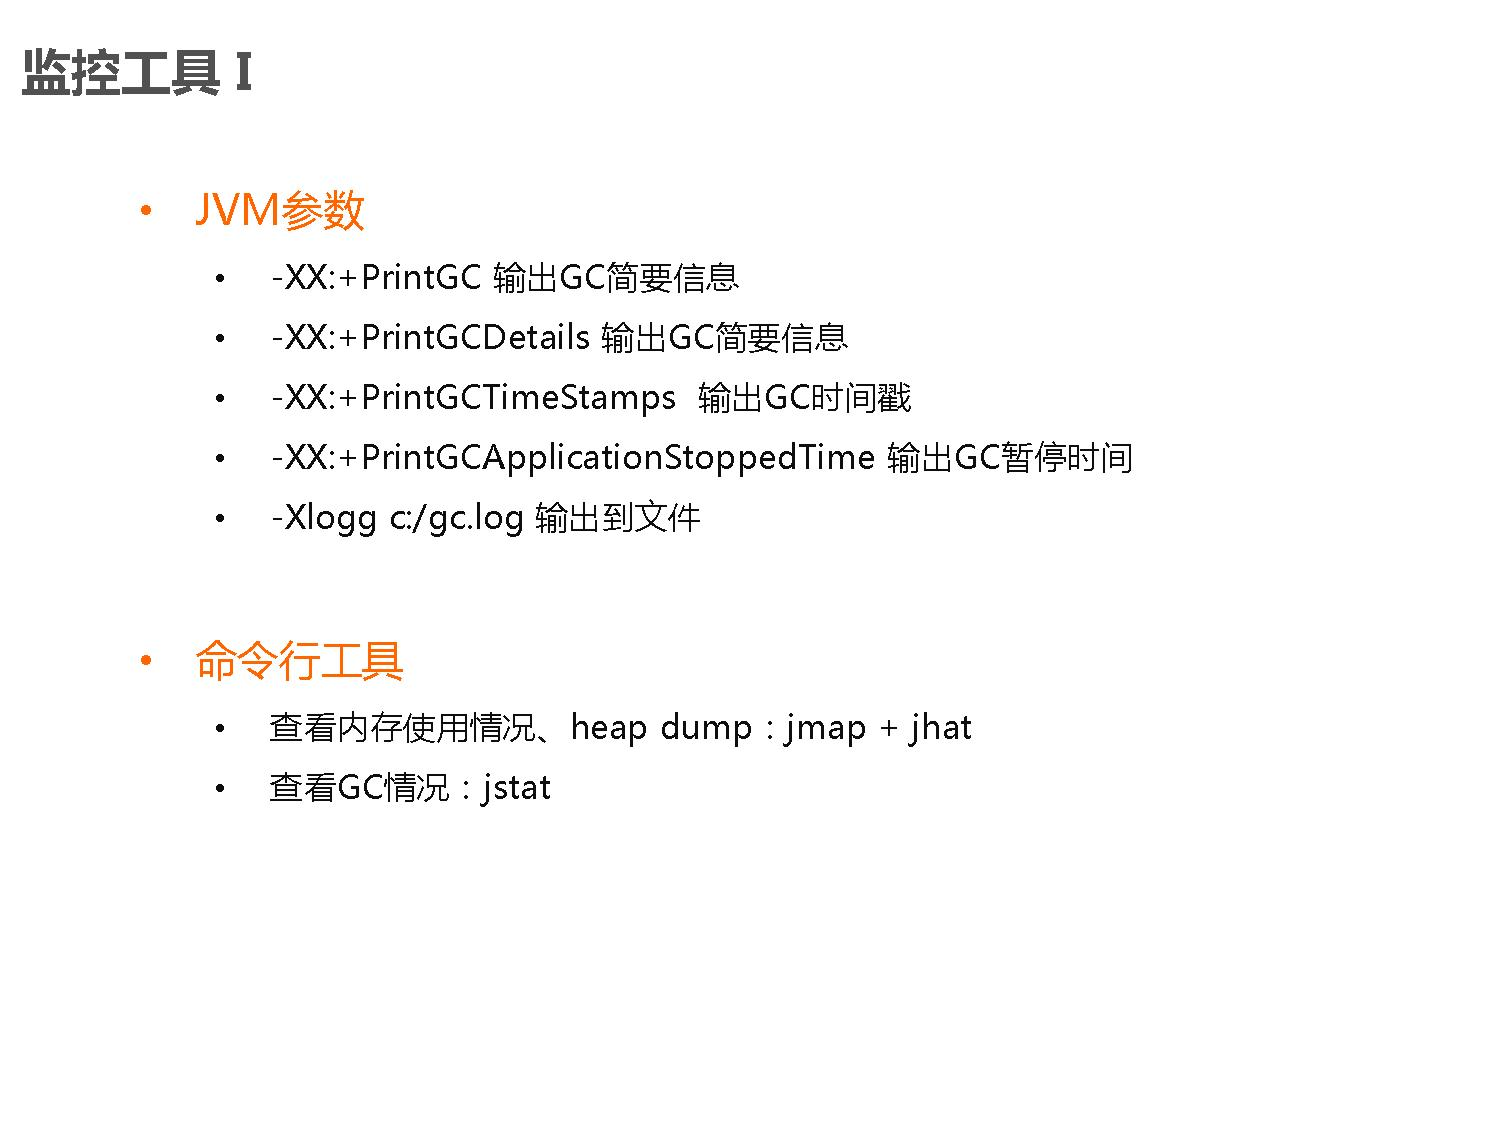 监控工具 I
• JVM参数
• -XX:+PrintGC 输出GC简要信息
• -XX:+PrintGCDetails 输出GC简要信息
• -XX:+PrintGCTimeStamps 输出GC时间戳
• -XX:+PrintGCApplicationStoppedTime 输出GC暂停时间
• -Xlogg c:/gc.log 输出到文件
• 命令行工具
• 查看内存使用情况、heap dump：jmap + jhat
• 查看GC情况：jstat